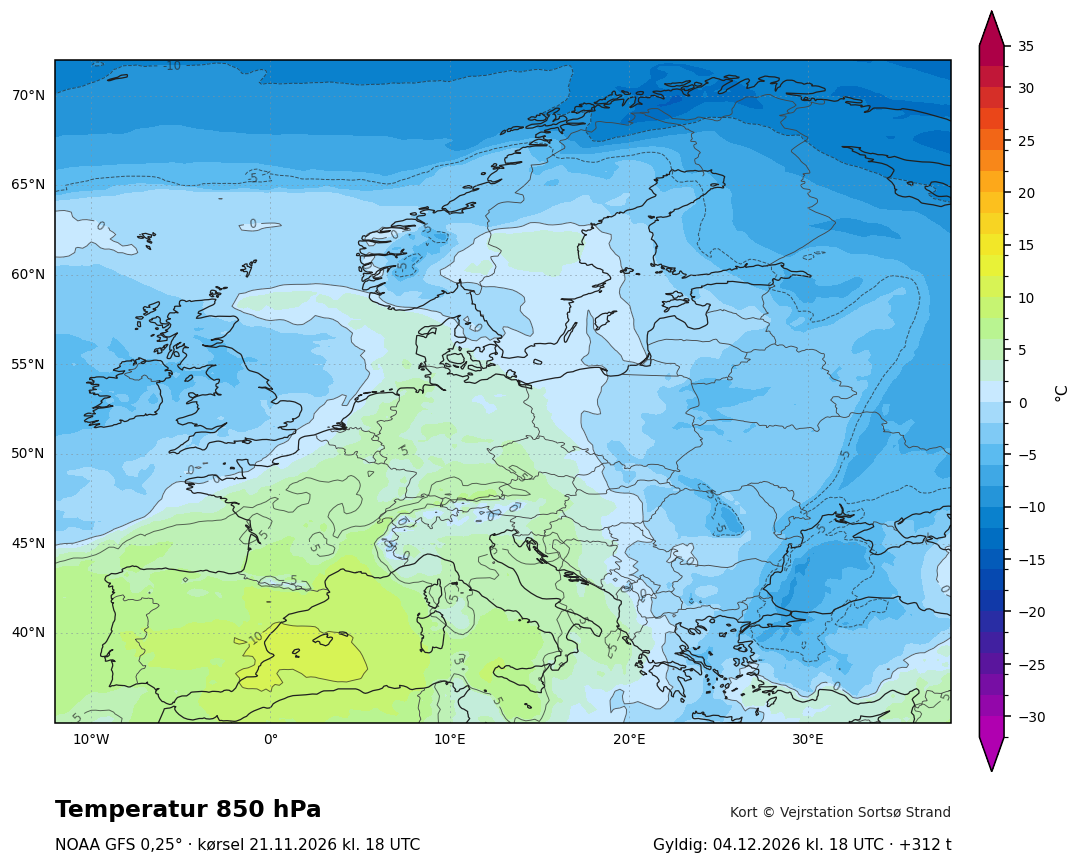 70°N
65°N
60°N
55°N
50°N
45°N
40°N
10°W
0°
10°E
20°E
30°E
35
30
25
20
15
10
5
0
−5
−10
−15
−20
−25
−30
°C
Temperatur 850 hPa
Kort © Vejrstation Sortsø Strand
NOAA GFS 0,25° · kørsel 21.11.2026 kl. 18 UTC
Gyldig: 04.12.2026 kl. 18 UTC · +312 t